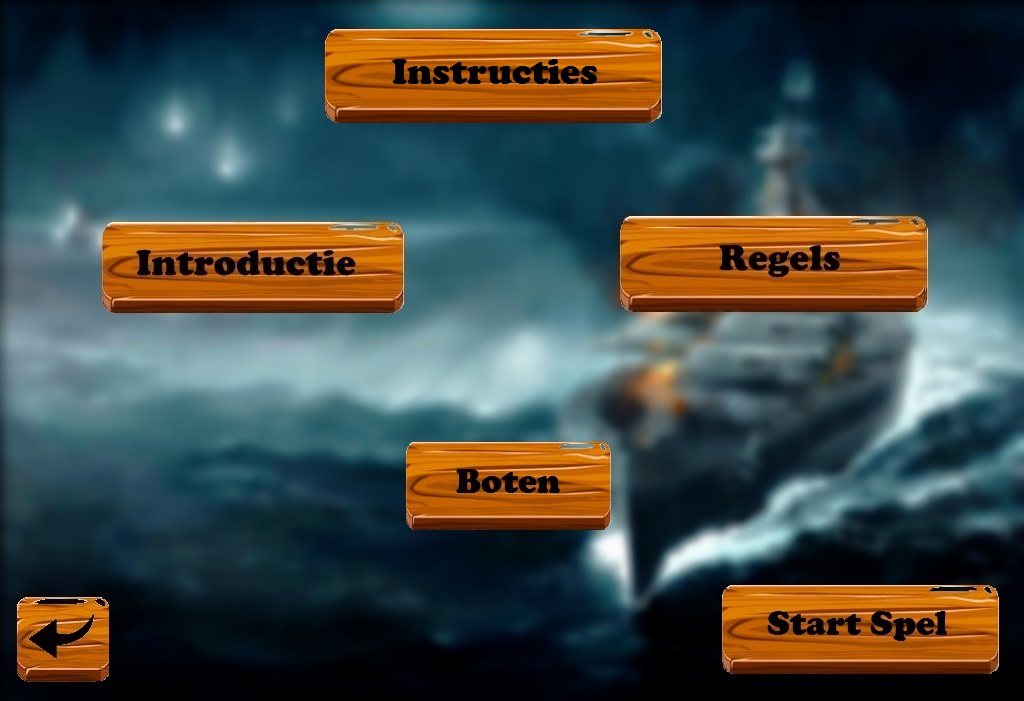 Instructies
Introductie
Regels
Boten
Start Spel